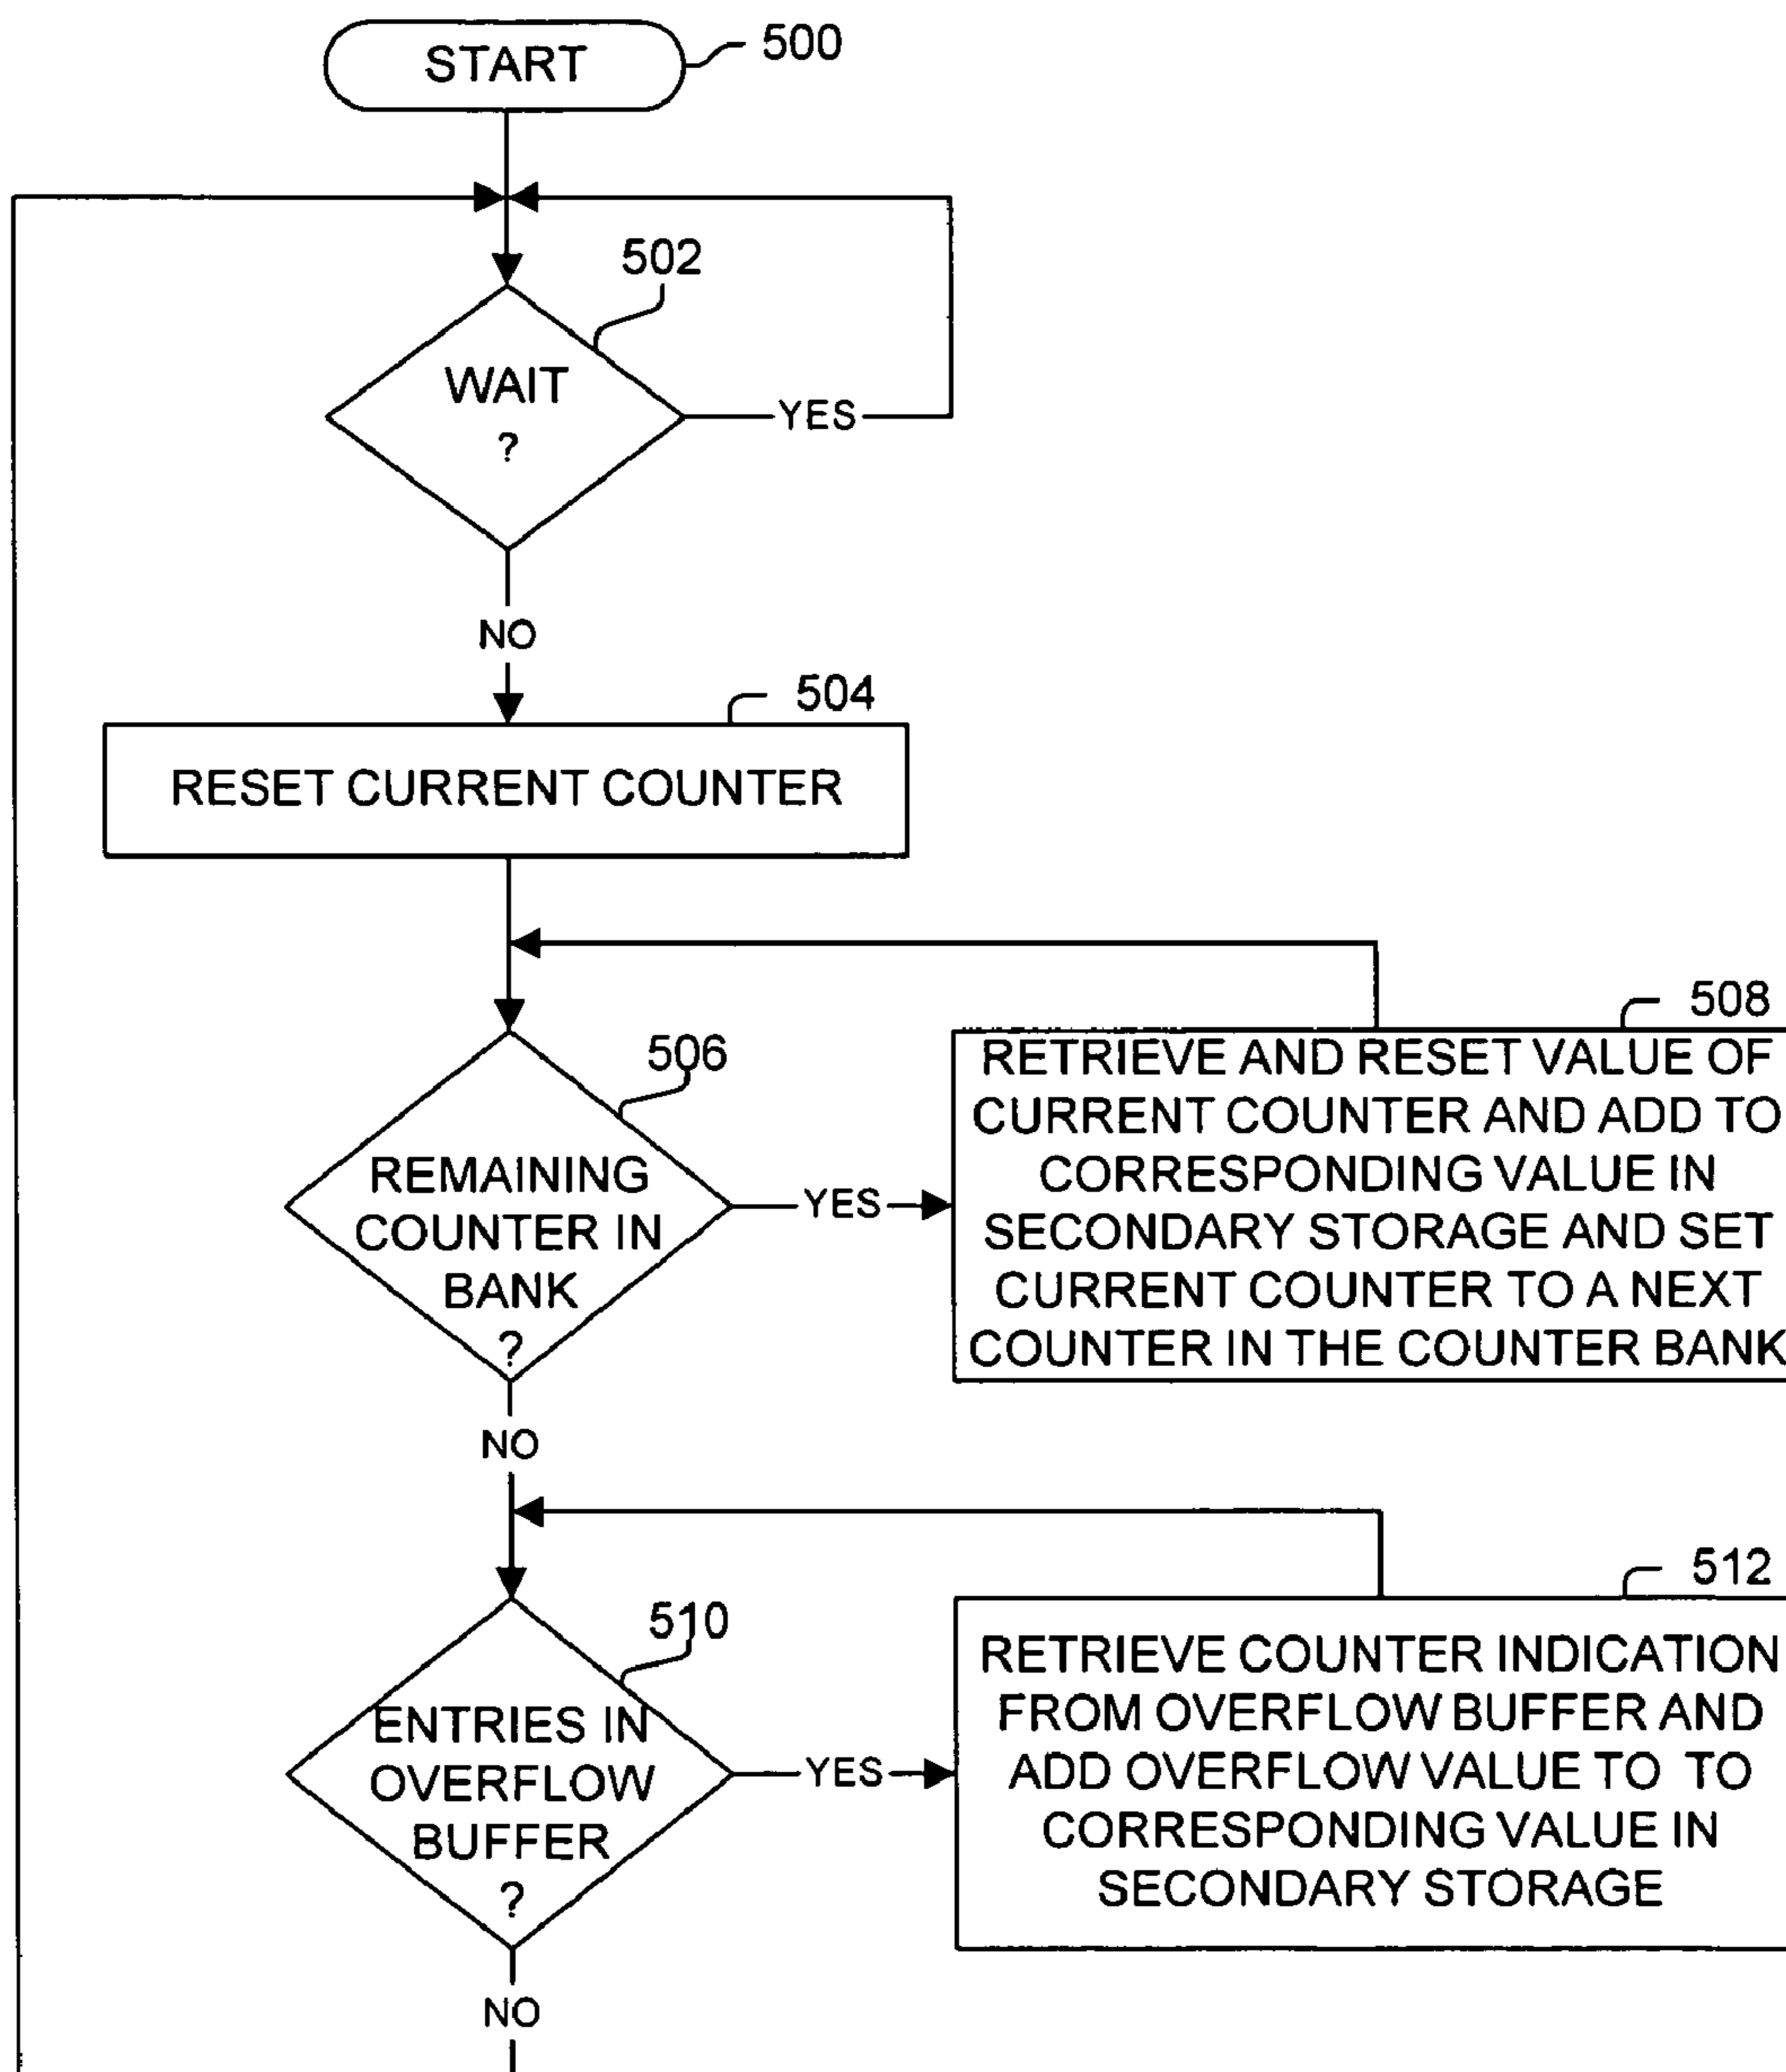 START
500
502
WAIT
?
YES
NO
504
RESET CURRENT COUNTER
506
REMAINING
COUNTER IN
BANK
?
YES
508
RETRIEVE AND RESET VALUE OF
CURRENT COUNTER AND ADD TO
CORRESPONDING VALUE IN
SECONDARY STORAGE AND SET
CURRENT COUNTER TO A NEXT
COUNTER IN THE COUNTER BANK
NO
510
ENTRIES IN
OVERFLOW
BUFFER
?
YES
512
RETRIEVE COUNTER INDICATION
FROM OVERFLOW BUFFER AND
ADD OVERFLOW VALUE TO TO
CORRESPONDING VALUE IN
SECONDARY STORAGE
NO